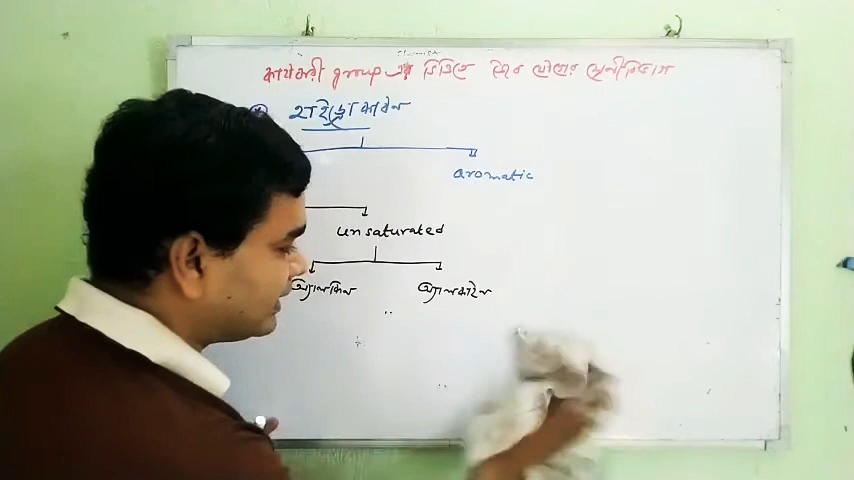 কার্যকরী group এর ভিত্তিতে জৈব যৌগের শ্রেণীবিভাগ
হাইড্রোকার্বন
aromatic
unsaturated
অ্যালকিন অ্যালকাইন